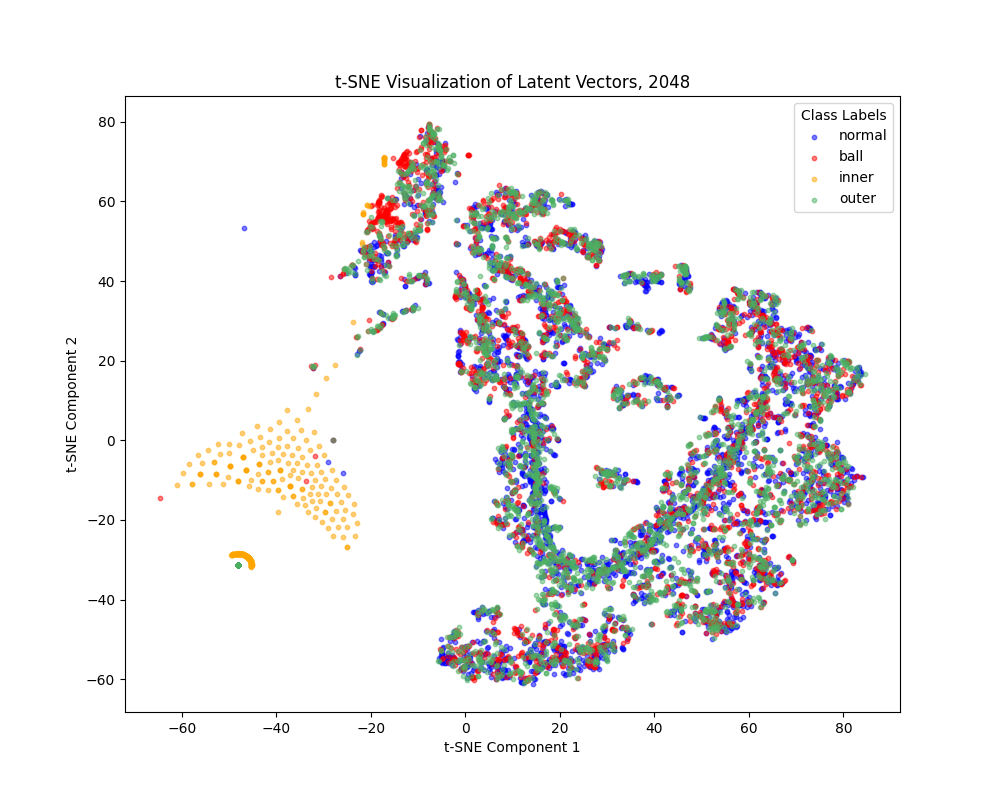 t-SNE Visualization of Latent Vectors, 2048
Class Labels
normal
ball
inner
outer
80
60
40
20
0
−20
−40
−60
t-SNE Component 2
−60 −40 −20 0 20 40 60 80
t-SNE Component 1